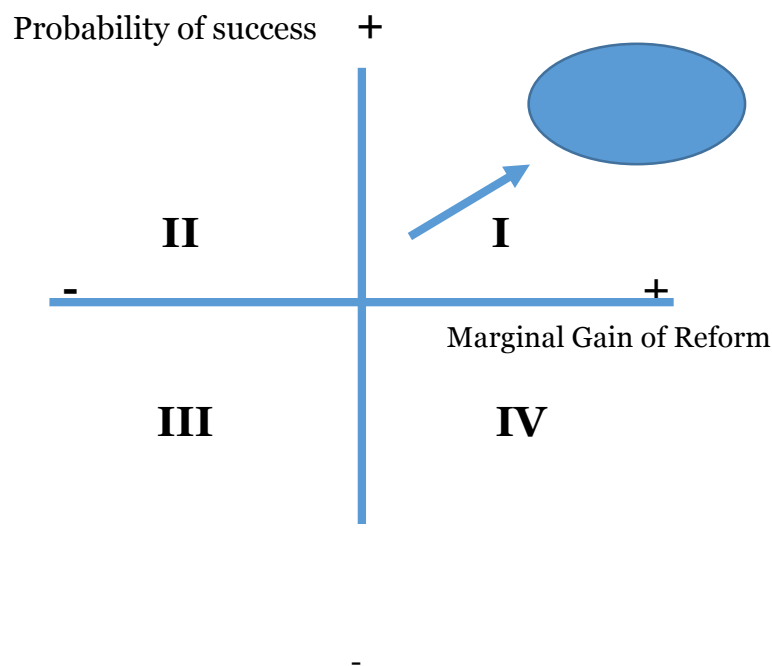 Probability of success +
II I
- +
Marginal Gain of Reform
III IV
-